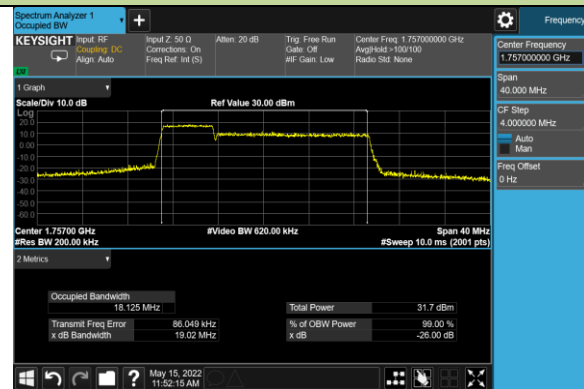 Spectrum Analyzer 1
Occupied BW
Frequency
KEYSIGHT
Input: RF
Coupling: DC
Align: Auto
Input Z: 50 Ω
Corrections: On
Freq Ref: Int (S)
Atten: 20 dB
Trig: Free Run
Gate: Off
#IF Gain: Low
Center Freq: 1.757000000 GHz
Avg|Hold:>100/100
Radio Std: None
Center Frequency
1.757000000 GHz
Span
40.000 MHz
CF Step
4.000000 MHz
Auto
Man
Freq Offset
0 Hz
1 Graph
Scale/Div 10.0 dB
Ref Value 30.00 dBm
Log
20.0
10.0
0.00
-10.0
-20.0
-30.0
-40.0
-50.0
-60.0
Center 1.75700 GHz
#Video BW 620.00 kHz
Span 40 MHz
#Res BW 200.00 kHz
#Sweep 10.0 ms (2001 pts)
2 Metrics
Occupied Bandwidth
18.125 MHz
Total Power 31.7 dBm
Transmit Freq Error 86.049 kHz
% of OBW Power 99.00 %
x dB Bandwidth 19.02 MHz
x dB -26.00 dB
May 15, 2022
11:52:15 AM